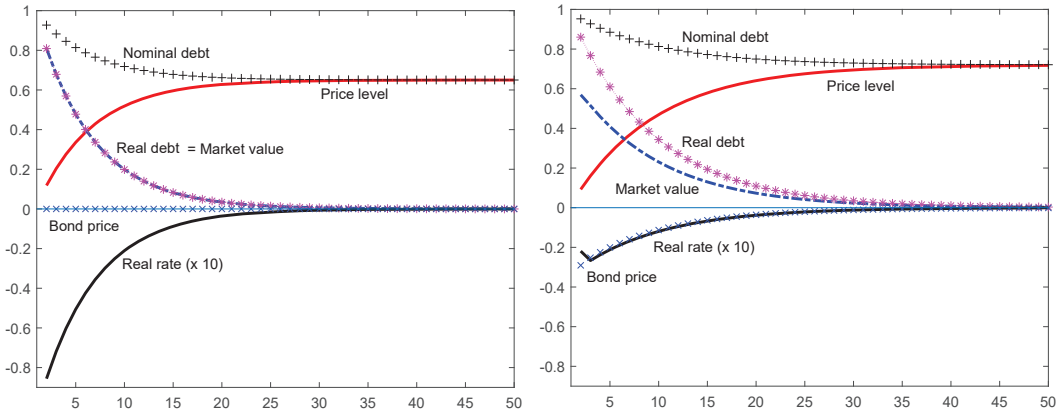 1
0.8
0.6
0.4
0.2
0
-0.2
-0.4
-0.6
-0.8
Nominal debt
Price level
Real debt = Market value
Bond price
Real rate (x 10)
5 10 15 20 25 30 35 40 45 50
1
0.8
0.6
0.4
0.2
0
-0.2
-0.4
-0.6
-0.8
Nominal debt
Price level
Real debt
Market value
Real rate (x 10)
Bond price
5 10 15 20 25 30 35 40 45 50